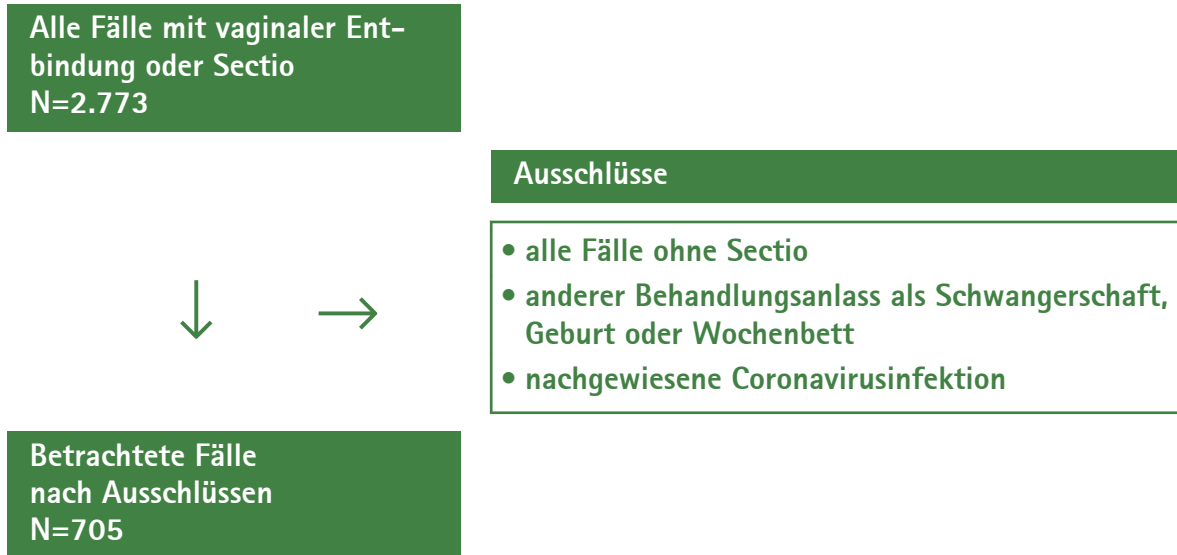 Alle Fälle mit vaginaler Ent-
bindung oder Sectio
N=2.773
Ausschlüsse
• alle Fälle ohne Sectio
• anderer Behandlungsanlass als Schwangerschaft,
Geburt oder Wochenbett
• nachgewiesene Coronavirusinfektion
Betrachtete Fälle
nach Ausschlüssen
N=705